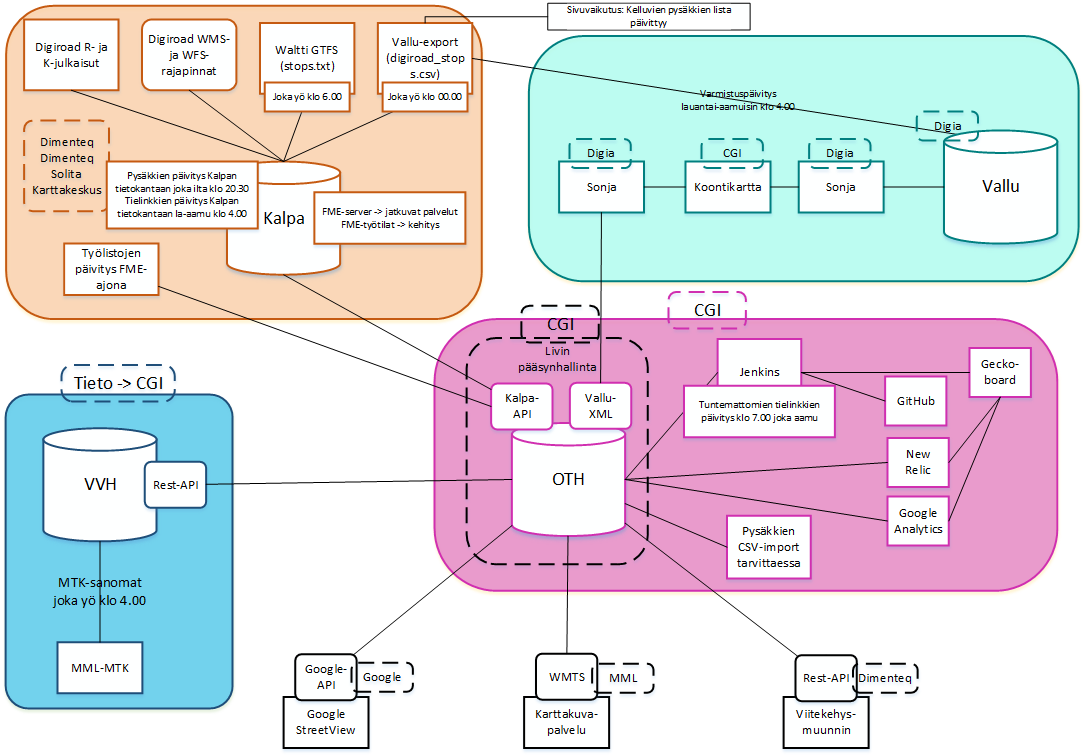 Sivuvaikutus: Kelluvien pysäkkien lista
päivittyy
Digiroad R- ja
K-julkaisut
Digiroad WMS-
ja WFS-
rajapinnat
Waltti GTFS
(stops.txt)
Joka yö klo 6.00
Vallu-export
(digiroad_stop
s.csv)
Joka yö klo 00.00
Dimenteq
Dimenteq
Solita
Karttakeskus
Pysäkkien päivitys Kalpan
tietokantaan joka ilta klo 20.30
Tielinkkien päivitys Kalpan
tietokantaan la-aamu klo 4.00
Kalpa
FME-server -> jatkuvat palvelut
FME-työtilat -> kehitys
Työlistojen
päivitys FME-
ajona
Varmistuspäivitys
lauantai-aamuisin klo 4.00
Digia
Sonja
CGI
Koontikartta
Digia
Sonja
Digia
Vallu
CGI
CGI
Livin
pääsynhallinta
Kalpa-
API
Vallu-
XML
OTH
Jenkins
Tuntemattomien tielinkkien
päivitys klo 7.00 joka aamu
Gecko-
board
GitHub
New
Relic
Google
Analytics
Pysäkkien
CSV-import
tarvittaessa
Tieto -> CGI
VVH
Rest-API
MTK-sanomat
joka yö klo 4.00
MML-MTK
Google-
API
Google
Google
StreetView
WMTS
MML
Karttakuva-
palvelu
Rest-API
Dimenteq
Viitekehys-
muunnin